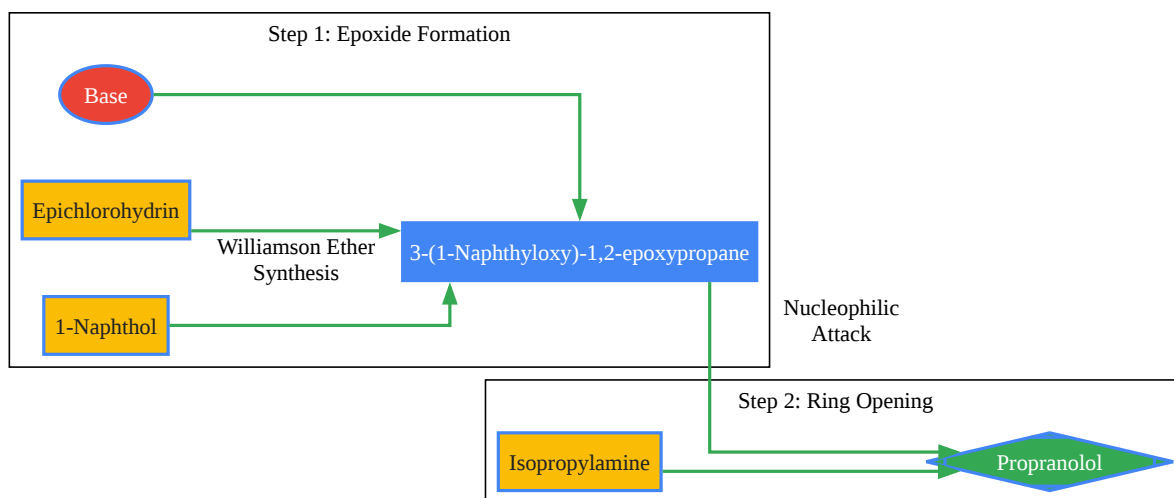 Step 1: Epoxide Formation
Base
Epichlorohydrin
Williamson Ether
Synthesis
3-(1-Naphthyloxy)-1,2-epoxypropane
1-Naphthol
Nucleophilic
Attack
Step 2: Ring Opening
Isopropylamine
Propranolol